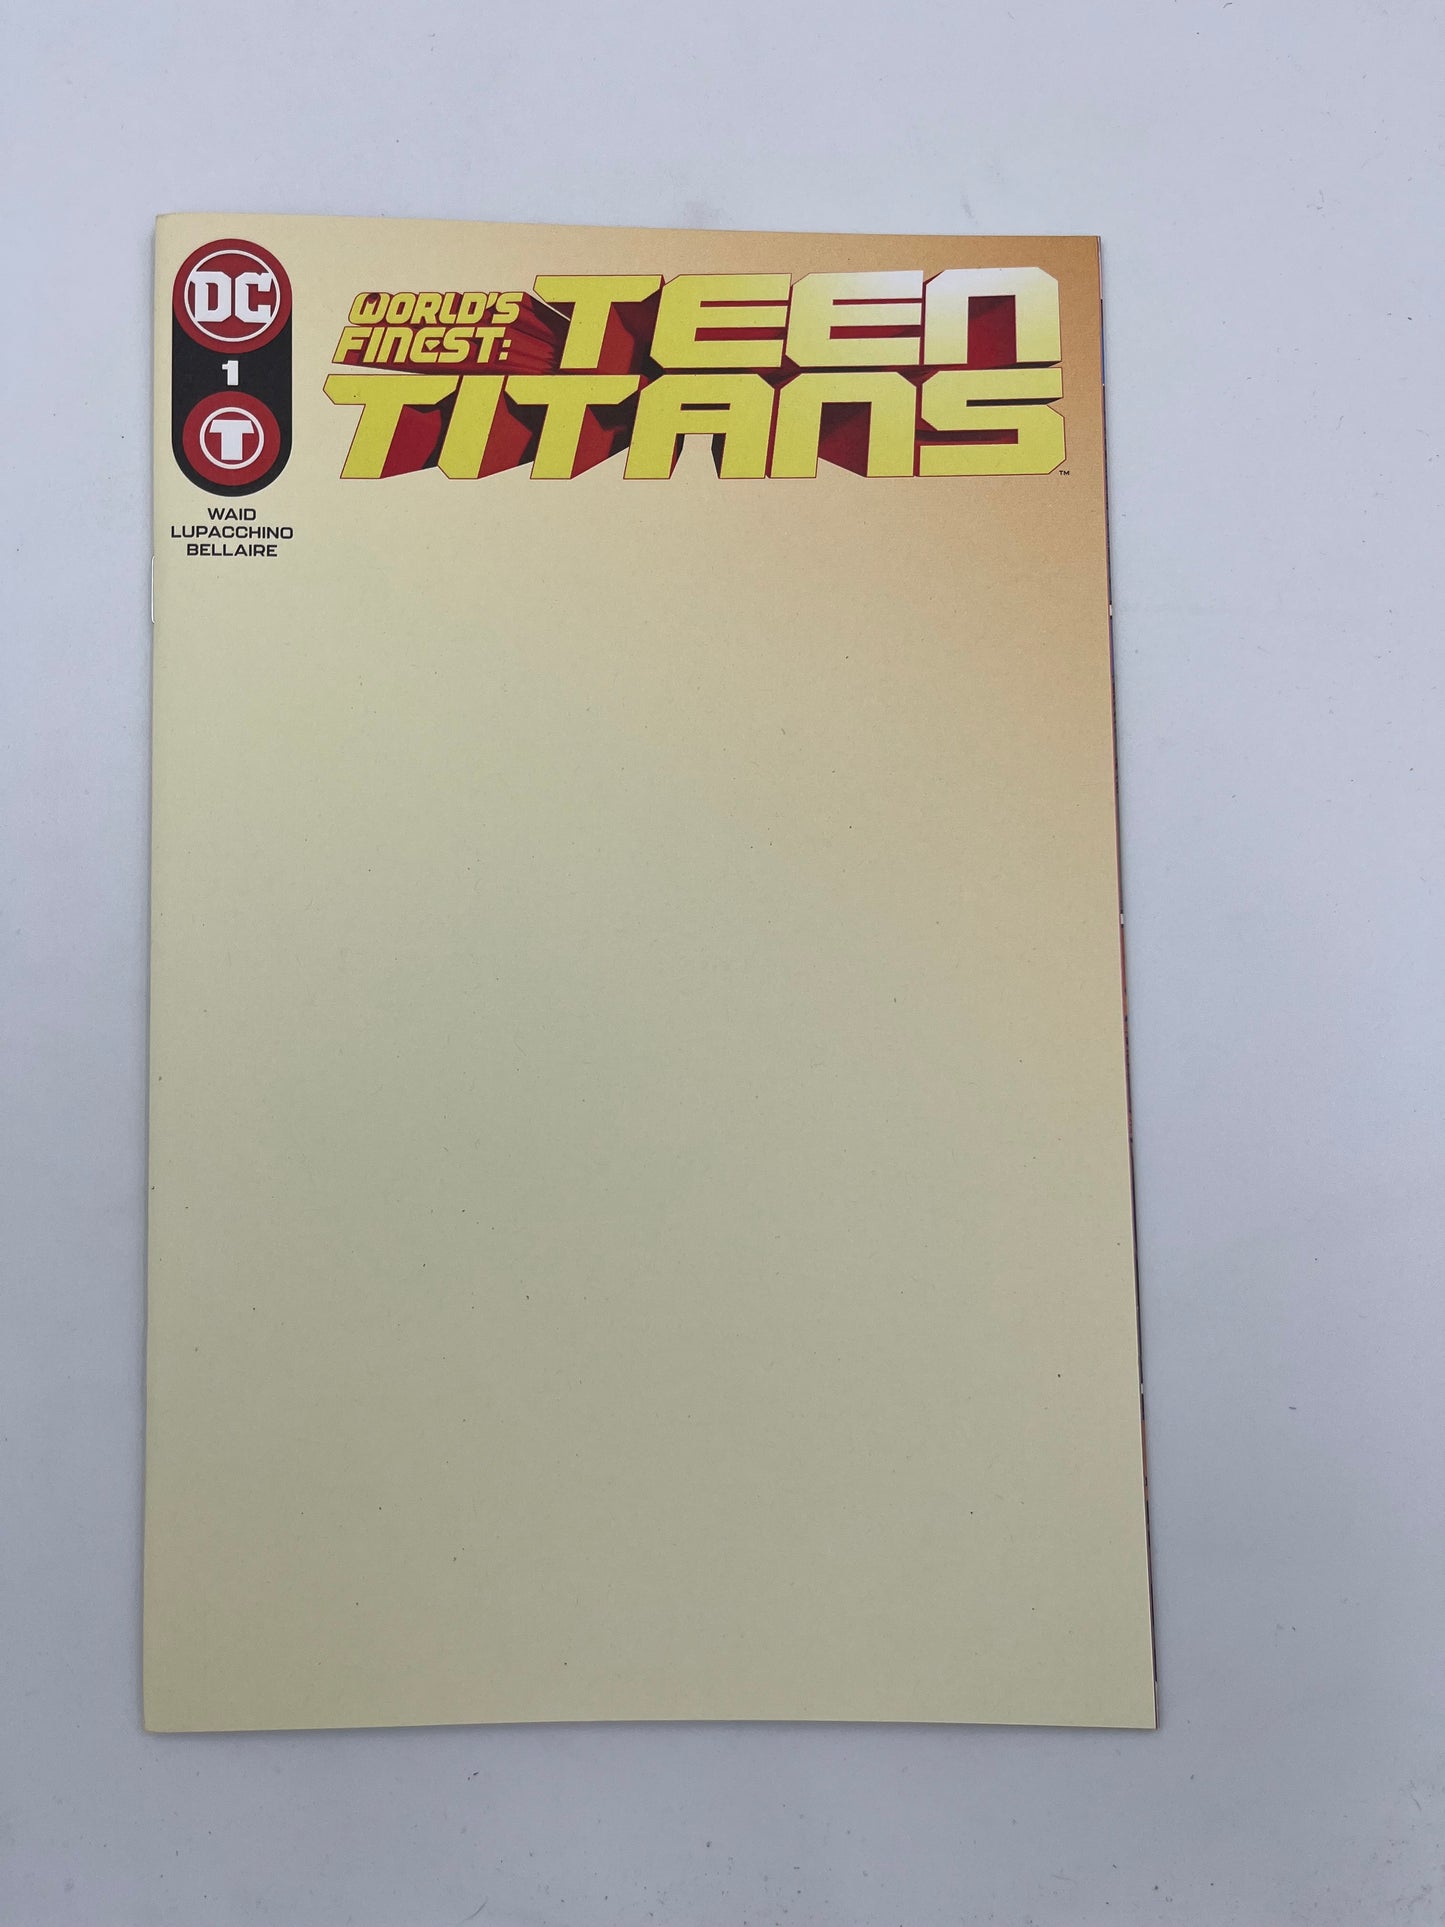 DC
1
T
WAID
LUPACCHINO
BELLAIRE
WORLD'S
FINEST:
TEEN
TITANS
™